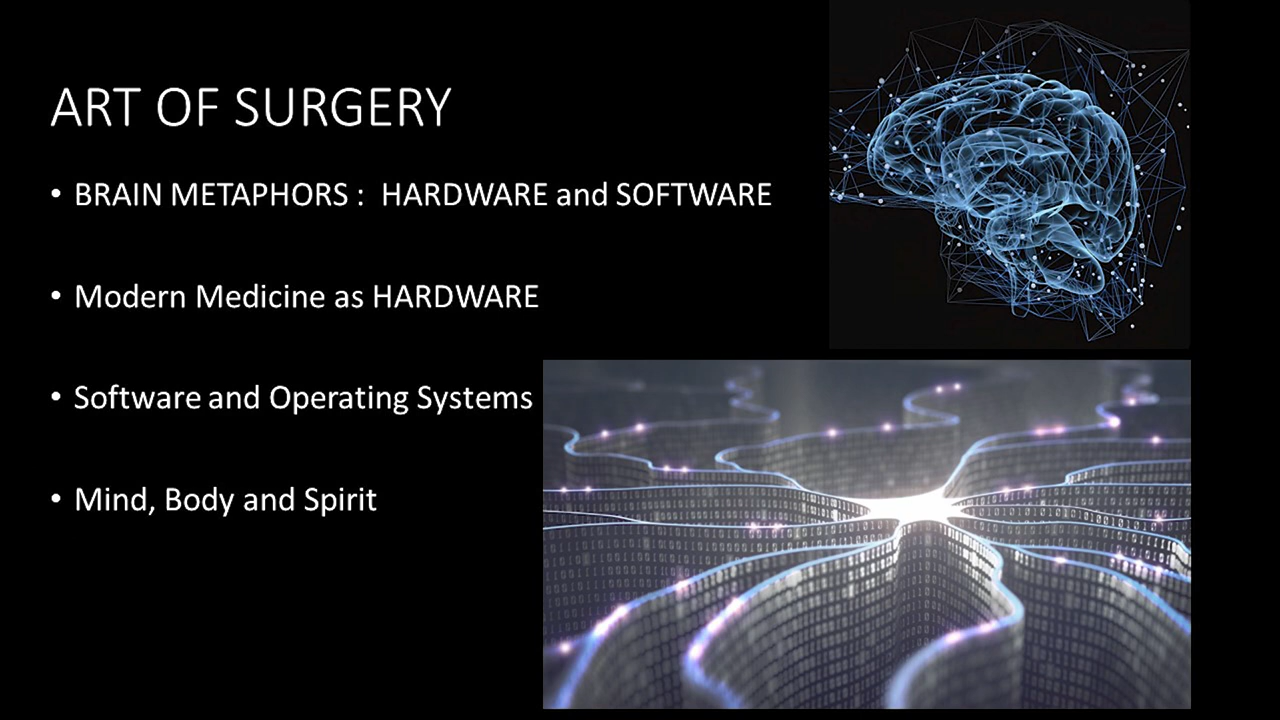 ART OF SURGERY
• BRAIN METAPHORS :  HARDWARE and SOFTWARE
• Modern Medicine as HARDWARE
• Software and Operating Systems
• Mind, Body and Spirit